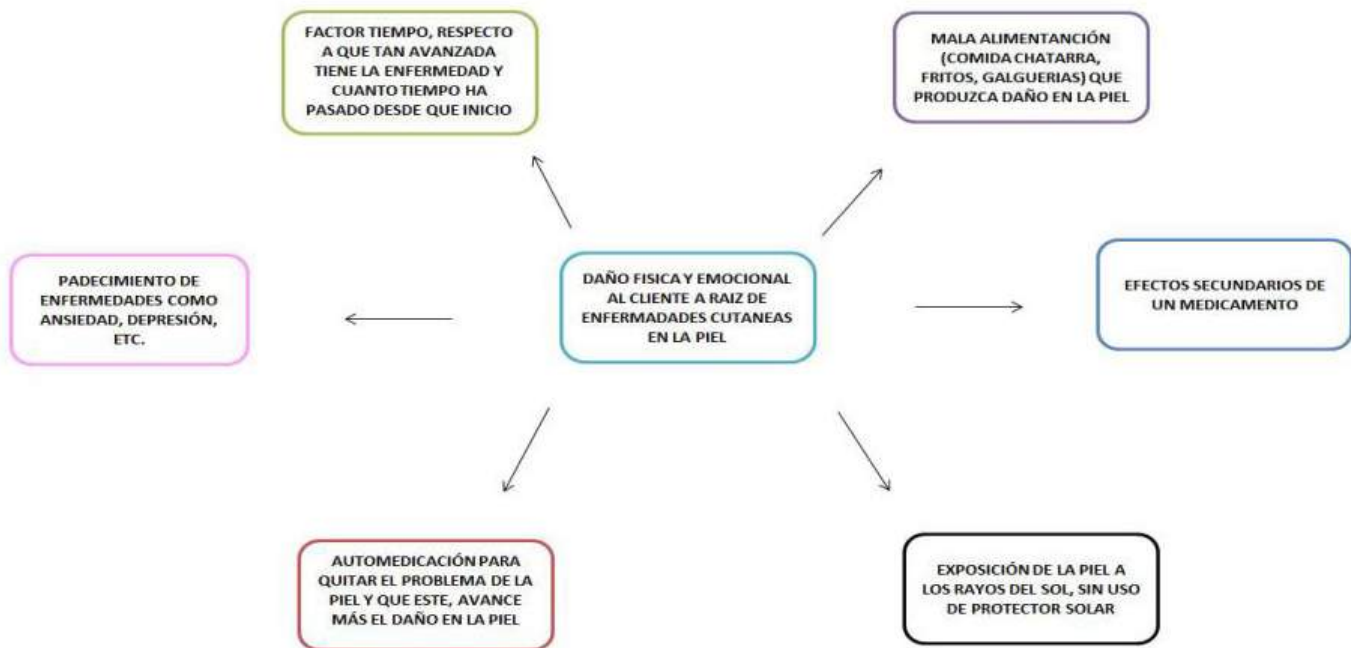 FACTOR TIEMPO, RESPECTO
A QUE TAN AVANZADA
TIENE LA ENFERMEDAD Y
CUANTO TIEMPO HA
PASADO DESDE QUE INICIO
MALA ALIMENTANCIÓN
(COMIDA CHATARRA,
FRITOS, GALGUERIAS) QUE
PRODUZCA DAÑO EN LA PIEL
PADECIMIENTO DE
ENFERMEDADES COMO
ANSIEDAD, DEPRESIÓN,
ETC.
DAÑO FISICA Y EMOCIONAL
AL CLIENTE A RAIZ DE
ENFERMADADES CUTANEAS
EN LA PIEL
EFECTOS SECUNDARIOS DE
UN MEDICAMENTO
AUTOMEDICACIÓN PARA
QUITAR EL PROBLEMA DE LA
PIEL Y QUE ESTE, AVANCE
MÁS EL DAÑO EN LA PIEL
EXPOSICIÓN DE LA PIEL A
LOS RAYOS DEL SOL, SIN USO
DE PROTECTOR SOLAR